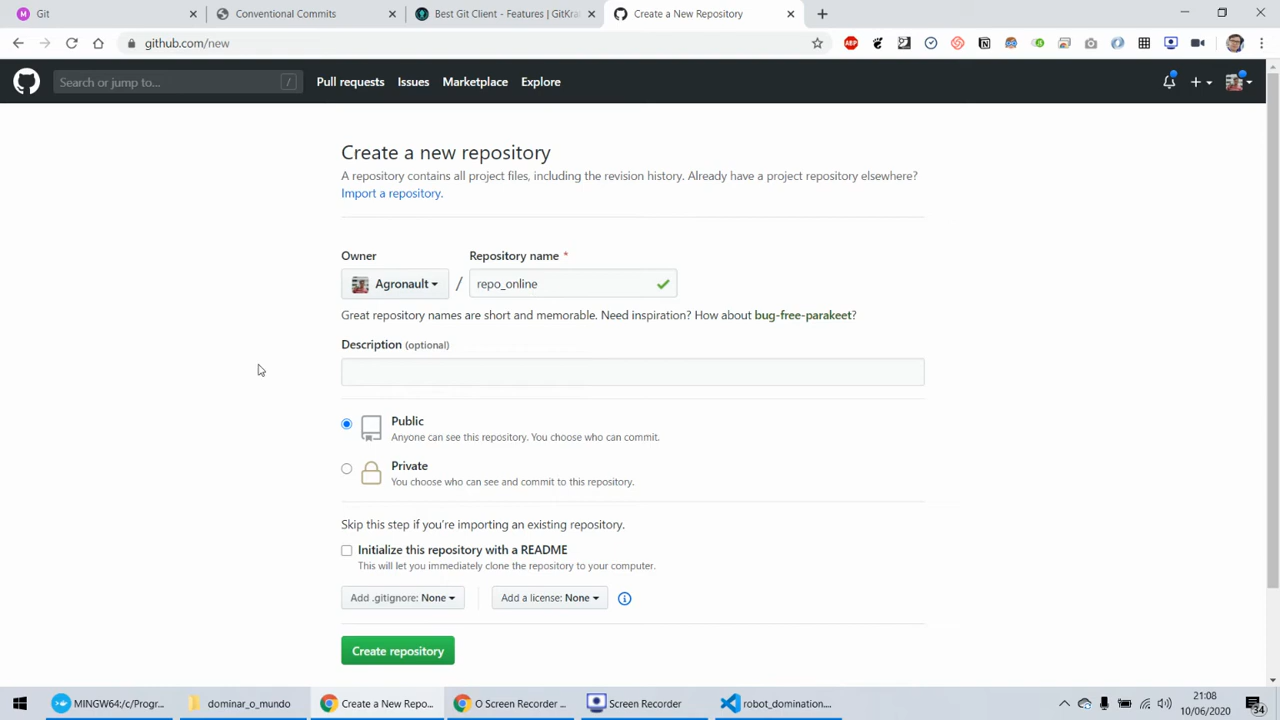 Git
Conventional Commits
Best Git Client - Features | GitKra
Create a New Repository
github.com/new
Search or jump to...
/
Pull requests
Issues
Marketplace
Explore
Create a new repository
A repository contains all project files, including the revision history. Already have a project repository elsewhere?
Import a repository.
Owner
Repository name *
Agronault
/
repo_online
Great repository names are short and memorable. Need inspiration? How about bug-free-parakeet?
Description (optional)
Public
Anyone can see this repository. You choose who can commit.
Private
You choose who can see and commit to this repository.
Skip this step if you're importing an existing repository.
Initialize this repository with a README
This will let you immediately clone the repository to your computer.
Add .gitignore: None
Add a license: None
Create repository
MINGW64:/c/Progr...
dominar_o_mundo
Create a New Repo...
O Screen Recorder...
Screen Recorder
robot_domination....
21:08
10/06/2020
34